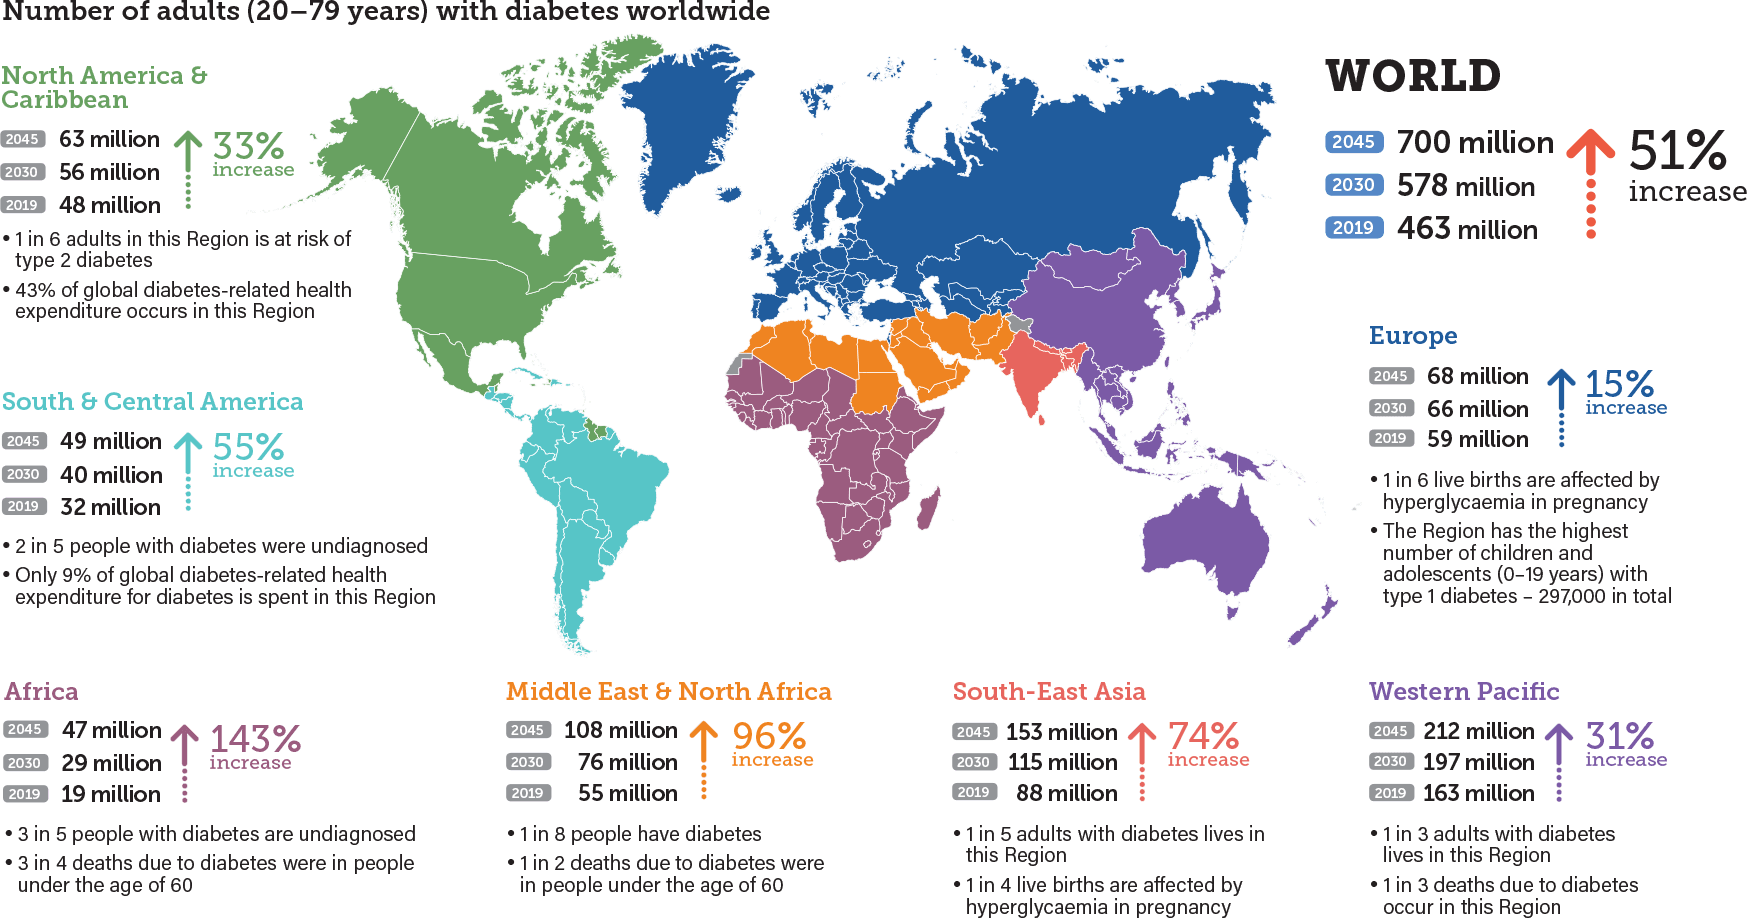 Number of adults (20–79 years) with diabetes worldwide
North America &
Caribbean
2045 63 million
2030 56 million
2019 48 million
33%
increase
• 1 in 6 adults in this Region is at risk of
type 2 diabetes
• 43% of global diabetes-related health
expenditure occurs in this Region
South & Central America
2045 49 million
2030 40 million
2019 32 million
55%
increase
• 2 in 5 people with diabetes were undiagnosed
• Only 9% of global diabetes-related health
expenditure for diabetes is spent in this Region
WORLD
2045 700 million
2030 578 million
2019 463 million
51%
increase
Europe
2045 68 million
2030 66 million
2019 59 million
15%
increase
• 1 in 6 live births are affected by
hyperglycaemia in pregnancy
• The Region has the highest
number of children and
adolescents (0–19 years) with
type 1 diabetes – 297,000 in total
Africa
2045 47 million
2030 29 million
2019 19 million
143%
increase
• 3 in 5 people with diabetes are undiagnosed
• 3 in 4 deaths due to diabetes were in people
under the age of 60
Middle East & North Africa
2045 108 million
2030 76 million
2019 55 million
96%
increase
• 1 in 8 people have diabetes
• 1 in 2 deaths due to diabetes were
in people under the age of 60
South-East Asia
2045 153 million
2030 115 million
2019 88 million
74%
increase
• 1 in 5 adults with diabetes lives in
this Region
• 1 in 4 live births are affected by
hyperglycaemia in pregnancy
Western Pacific
2045 212 million
2030 197 million
2019 163 million
31%
increase
• 1 in 3 adults with diabetes
lives in this Region
• 1 in 3 deaths due to diabetes
occur in this Region